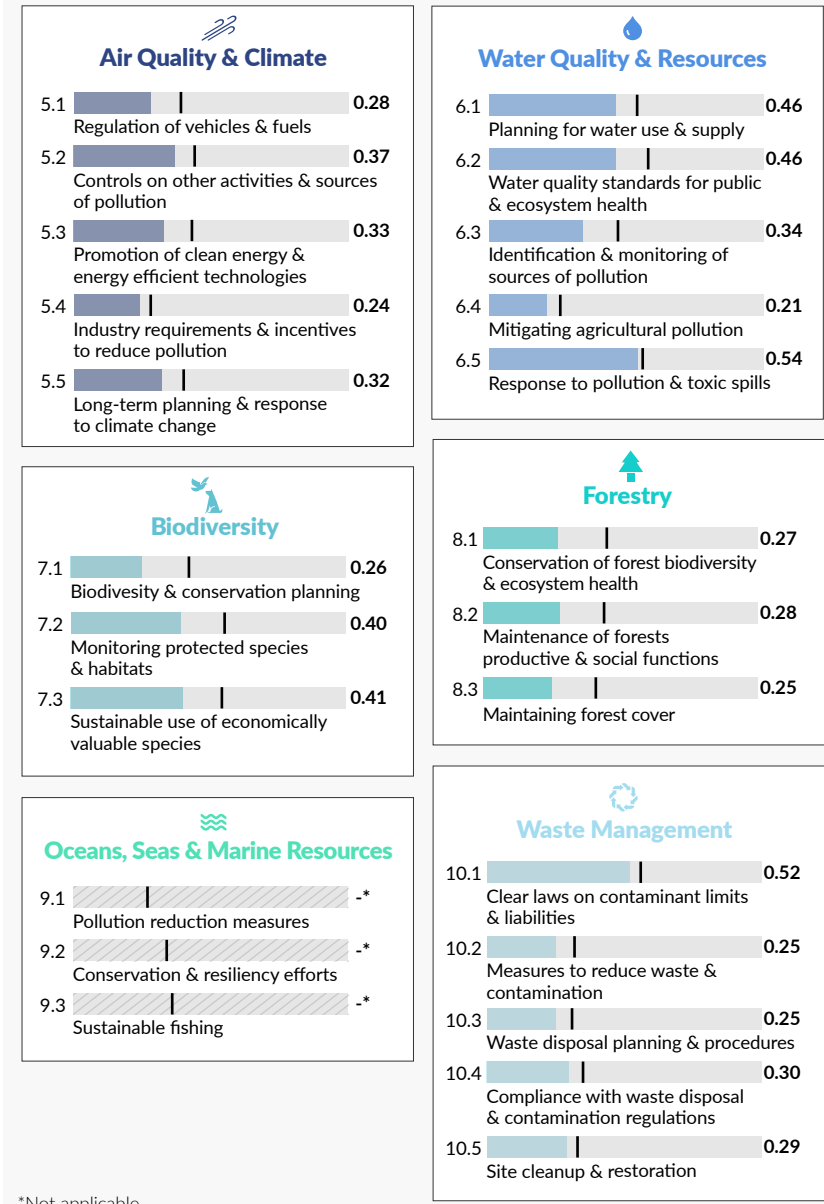 Air Quality & Climate
5.1 0.28
Regulation of vehicles & fuels
5.2 0.37
Controls on other activities & sources
of pollution
5.3 0.33
Promotion of clean energy &
energy efficient technologies
5.4 0.24
Industry requirements & incentives
to reduce pollution
5.5 0.32
Long-term planning & response
to climate change
Water Quality & Resources
6.1 0.46
Planning for water use & supply
6.2 0.46
Water quality standards for public
& ecosystem health
6.3 0.34
Identification & monitoring of
sources of pollution
6.4 0.21
Mitigating agricultural pollution
6.5 0.54
Response to pollution & toxic spills
Biodiversity
7.1 0.26
Biodivesity & conservation planning
7.2 0.40
Monitoring protected species
& habitats
7.3 0.41
Sustainable use of economically
valuable species
Forestry
8.1 0.27
Conservation of forest biodiversity
& ecosystem health
8.2 0.28
Maintenance of forests
productive & social functions
8.3 0.25
Maintaining forest cover
Oceans, Seas & Marine Resources
9.1 -*
Pollution reduction measures
9.2 -*
Conservation & resiliency efforts
9.3 -*
Sustainable fishing
Waste Management
10.1 0.52
Clear laws on contaminant limits
& liabilities
10.2 0.25
Measures to reduce waste &
contamination
10.3 0.25
Waste disposal planning & procedures
10.4 0.30
Compliance with waste disposal
& contamination regulations
10.5 0.29
Site cleanup & restoration
*Not applicable